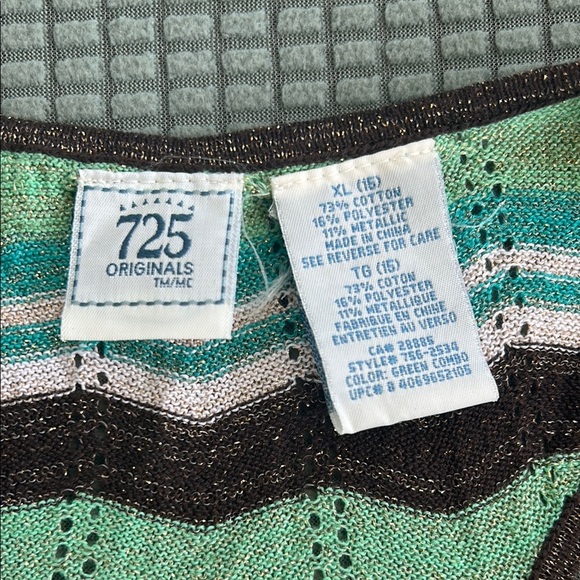 725
ORIGINALS
TM/MC
XL (15)
73% COTTON
16% POLYESTER
11% METALLIC
MADE IN CHINA
SEE REVERSE FOR CARE
TG (15)
73% COTON
16% POLYESTER
11% METALLIQUE
FABRIQUE EN CHINE
ENTRETIEN AU VERSO
CA# 28885
STYLE# 756-2534
COLOR: GREEN COMBO
UPC# 8 4069652105